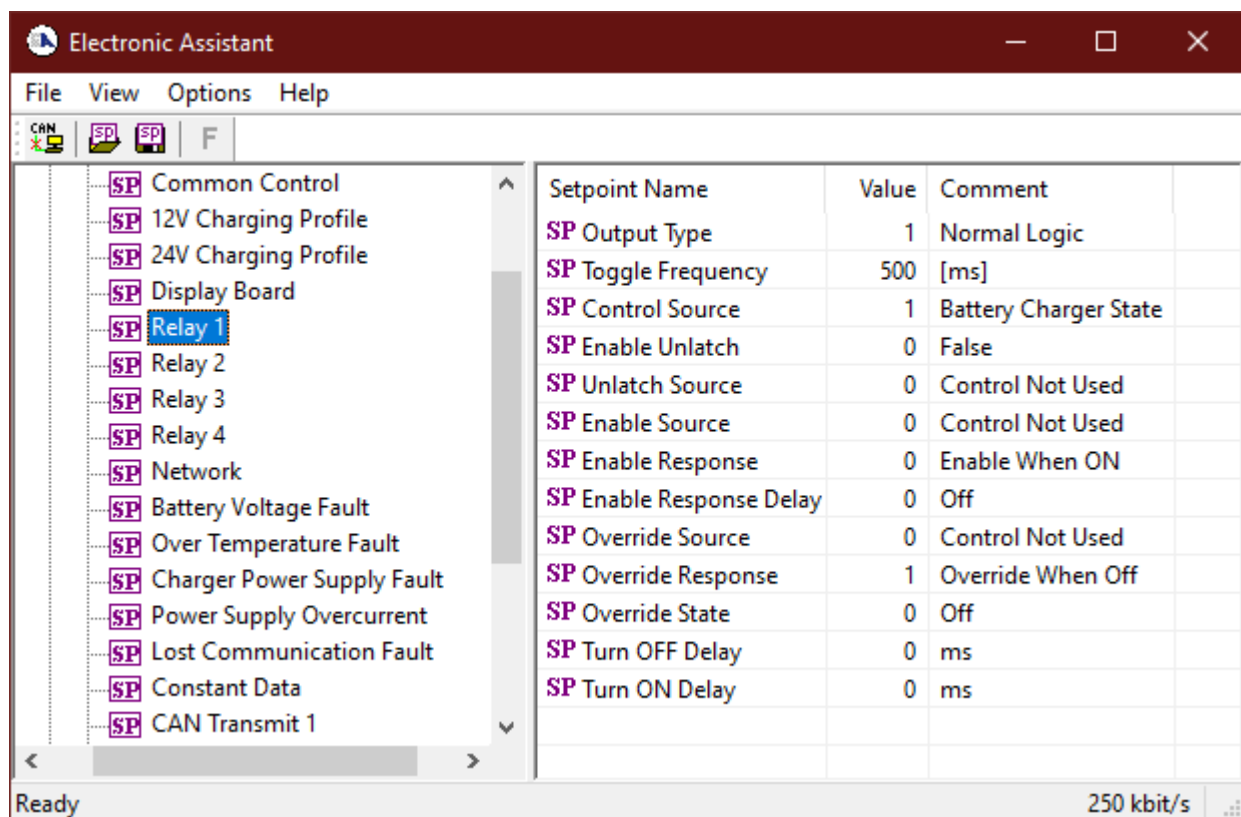 Electronic Assistant
File View Options Help
CAN SP SP F
SP Common Control
SP 12V Charging Profile
SP 24V Charging Profile
SP Display Board
SP Relay 1
SP Relay 2
SP Relay 3
SP Relay 4
SP Network
SP Battery Voltage Fault
SP Over Temperature Fault
SP Charger Power Supply Fault
SP Power Supply Overcurrent
SP Lost Communication Fault
SP Constant Data
SP CAN Transmit 1
Setpoint Name Value Comment
SP Output Type 1 Normal Logic
SP Toggle Frequency 500 [ms]
SP Control Source 1 Battery Charger State
SP Enable Unlatch 0 False
SP Unlatch Source 0 Control Not Used
SP Enable Source 0 Control Not Used
SP Enable Response 0 Enable When ON
SP Enable Response Delay 0 Off
SP Override Source 0 Control Not Used
SP Override Response 1 Override When Off
SP Override State 0 Off
SP Turn OFF Delay 0 ms
SP Turn ON Delay 0 ms
Ready 250 kbit/s